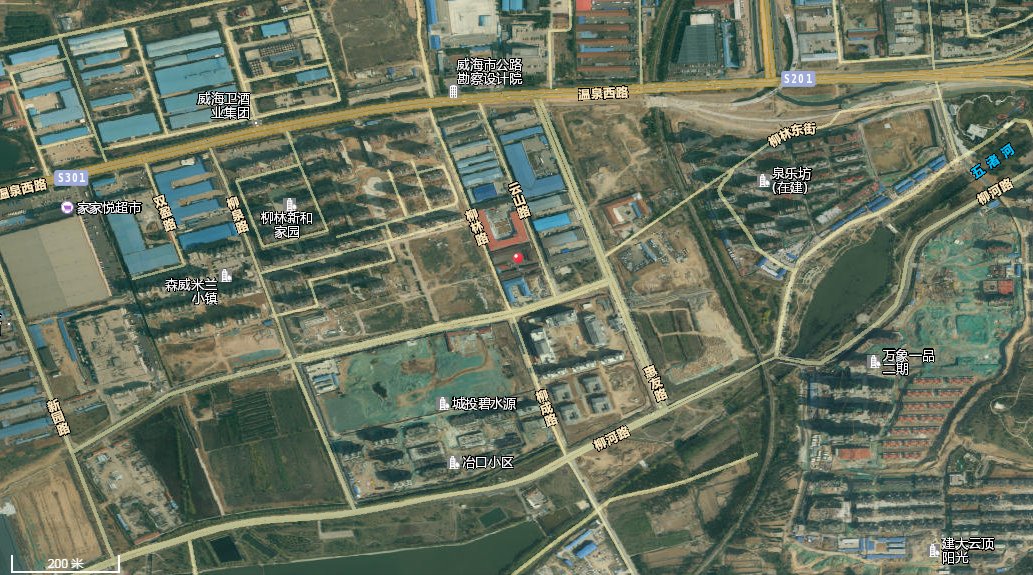 威海市公路
勘察设计院
S201
温泉西路
威海卫酒
业集团
柳林东街
五渚河
S301
温泉西路
泉乐坊
(在建)
柳河路
云山路
家家悦超市
双岛路
柳泉路
柳林新和
家园
柳林路
森威米兰
小镇
万象一品
二期
惠友路
新园路
城投碧水源
柳成路
柳河路
冶口小区
建大云顶
阳光
200 米